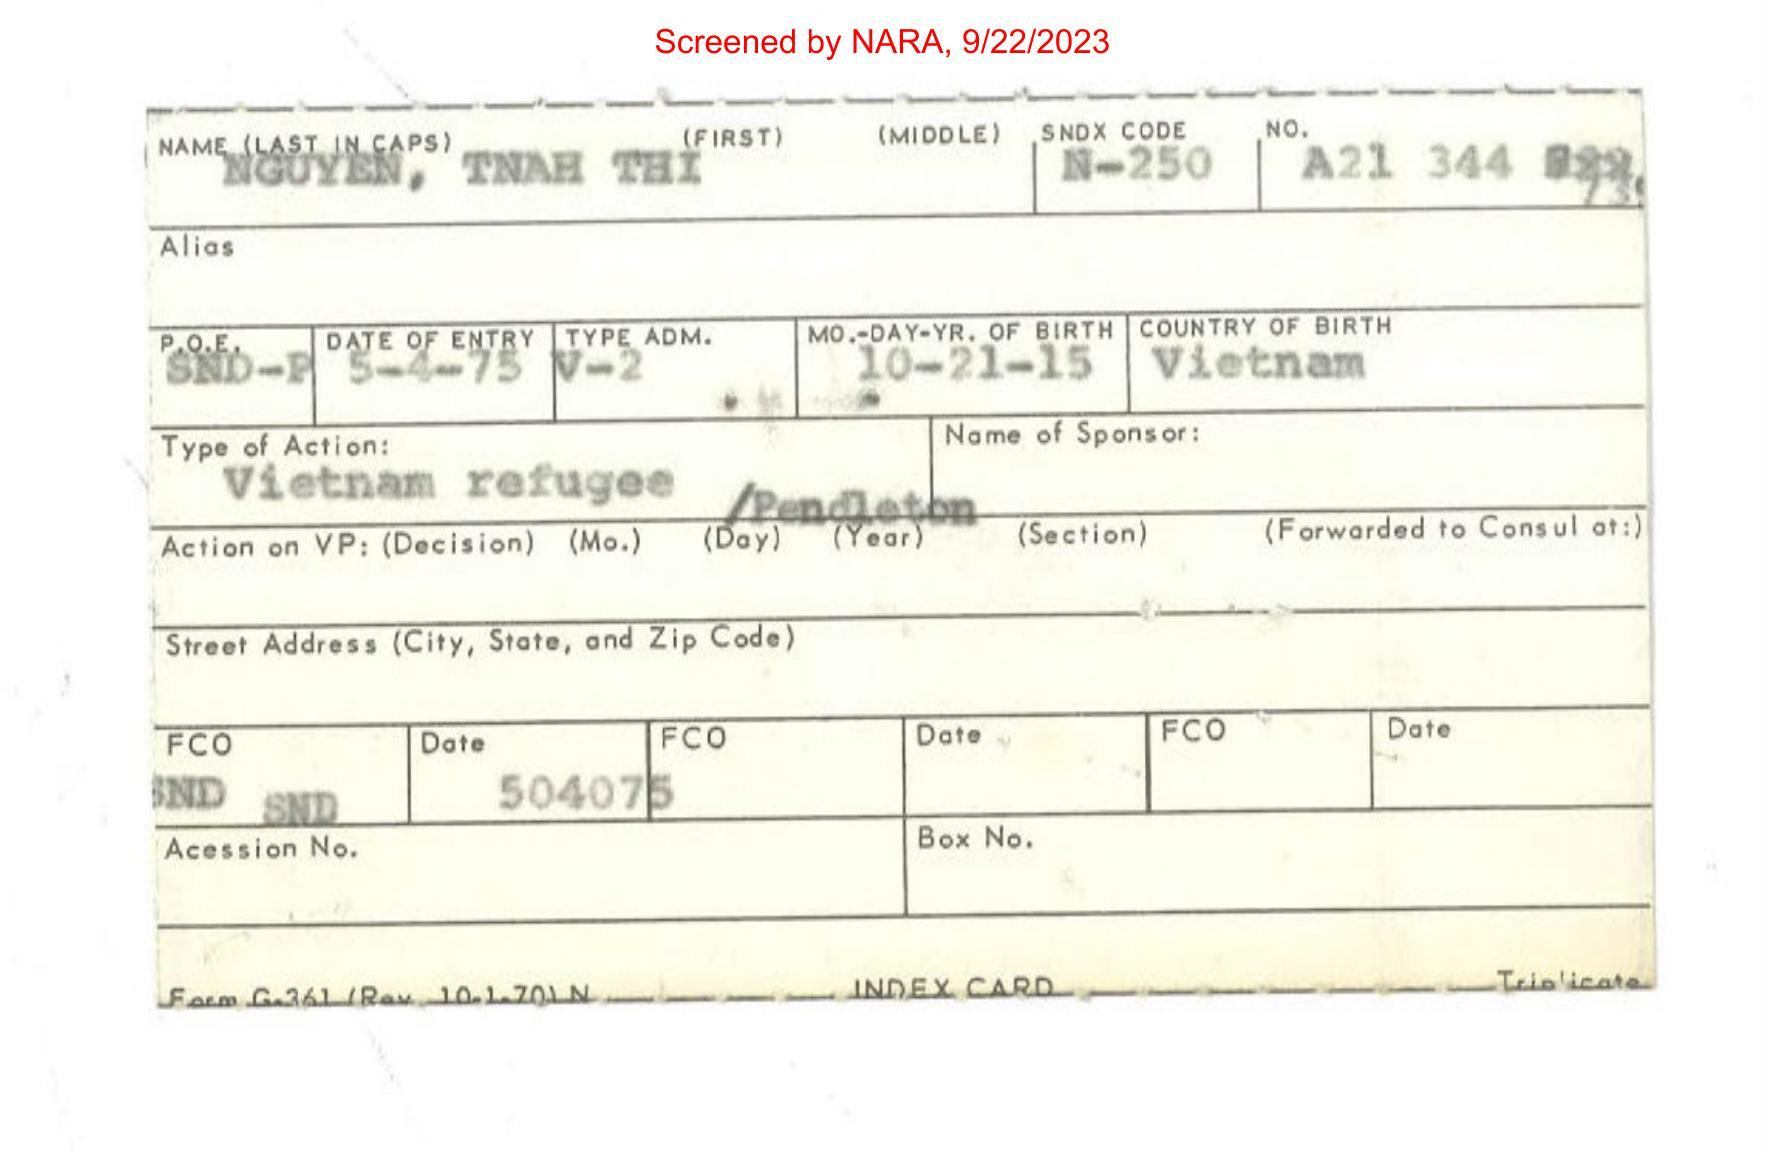 Screened by NARA, 9/22/2023
NAME (LAST IN CAPS) (FIRST) (MIDDLE) SNDX CODE NO.
NGUYEN, TNAH THI N-250 A21 344
Alias
P.O.E. DATE OF ENTRY TYPE ADM. MO.-DAY-YR. OF BIRTH COUNTRY OF BIRTH
SND-P 5-4-75 V-2 10-21-15 Vietnam
Type of Action: Name of Sponsor:
Vietnam refugee
/Pendleton
Action on VP: (Decision) (Mo.) (Day) (Year) (Section) (Forwarded to Consul at:)
Street Address (City, State, and Zip Code)
FCO Date FCO Date FCO Date
SND SND 504075
Acession No. Box No.
Form G-361 (Rev. 10-1-70) N INDEX CARD Triplicate